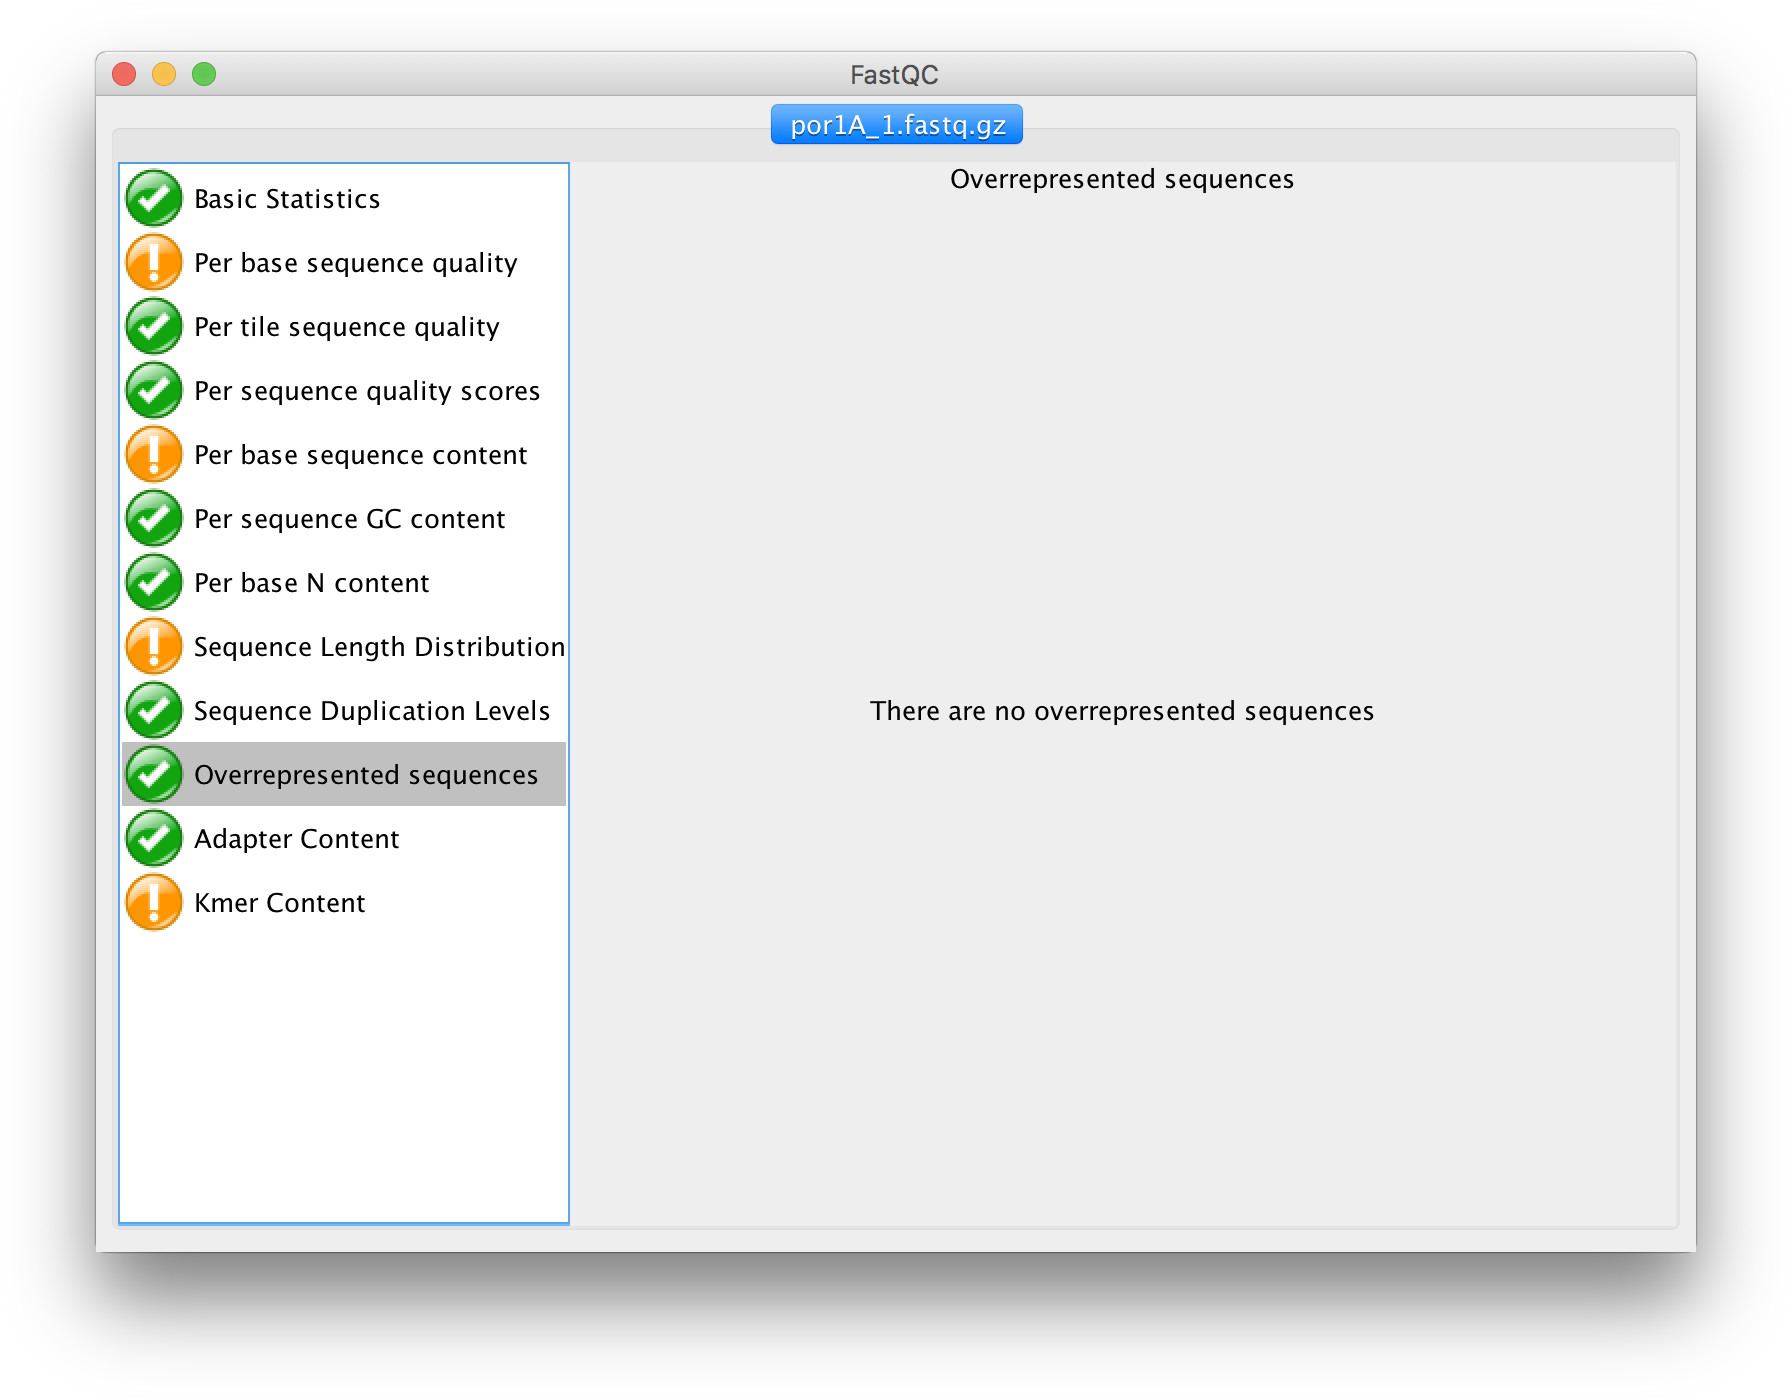 FastQC
por1A_1.fastq.gz
Basic Statistics
Per base sequence quality
Per tile sequence quality
Per sequence quality scores
Per base sequence content
Per sequence GC content
Per base N content
Sequence Length Distribution
Sequence Duplication Levels
Overrepresented sequences
Adapter Content
Kmer Content
Overrepresented sequences
There are no overrepresented sequences